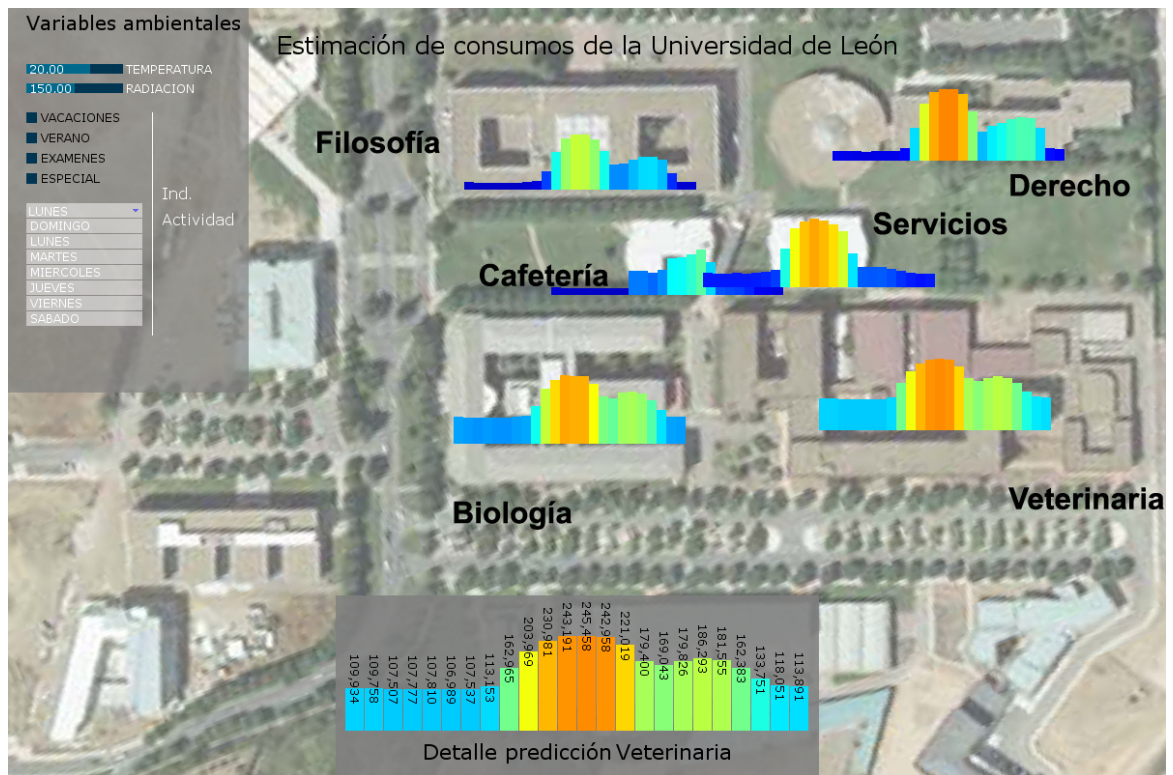 Variables ambientales
Estimación de consumos de la Universidad de León
20.00 TEMPERATURA
150.00 RADIACION
VACACIONES
VERANO
EXAMENES
ESPECIAL
Ind.
Actividad
LUNES
DOMINGO
LUNES
MARTES
MIERCOLES
JUEVES
VIERNES
SABADO
Filosofía
Derecho
Servicios
Cafetería
Biología
Veterinaria
109,934
109,758
107,507
107,777
107,810
106,989
107,537
113,153
162,965
203,969
230,981
243,191
245,458
242,958
221,019
179,400
169,043
179,826
186,293
181,555
162,383
133,751
118,051
113,891
Detalle predicción Veterinaria